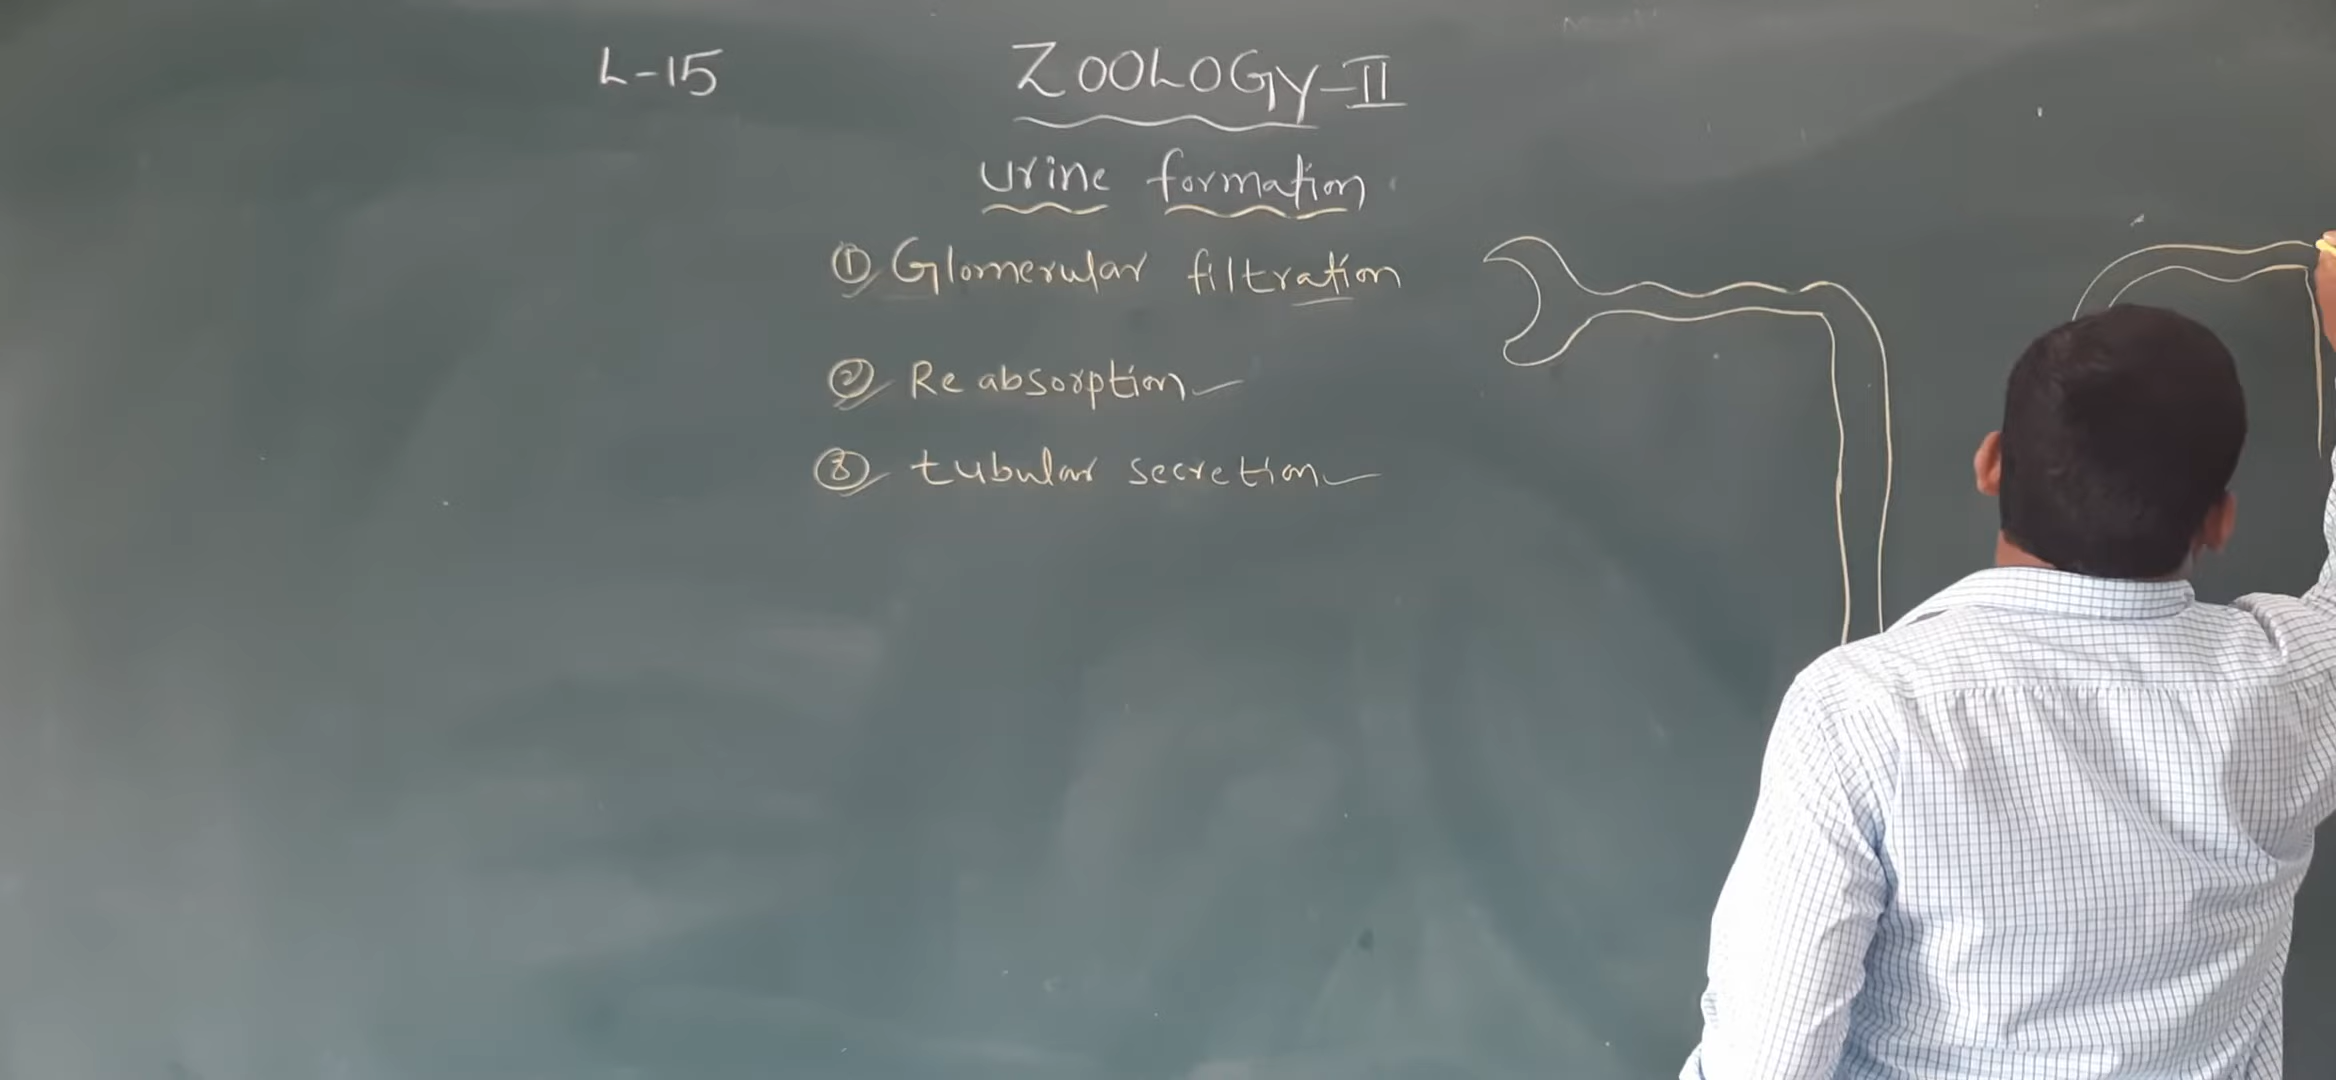 L-15 ZOOLOGY-II
Urine formation
① Glomerular filtration
② Re absorption
③ tubular secretion